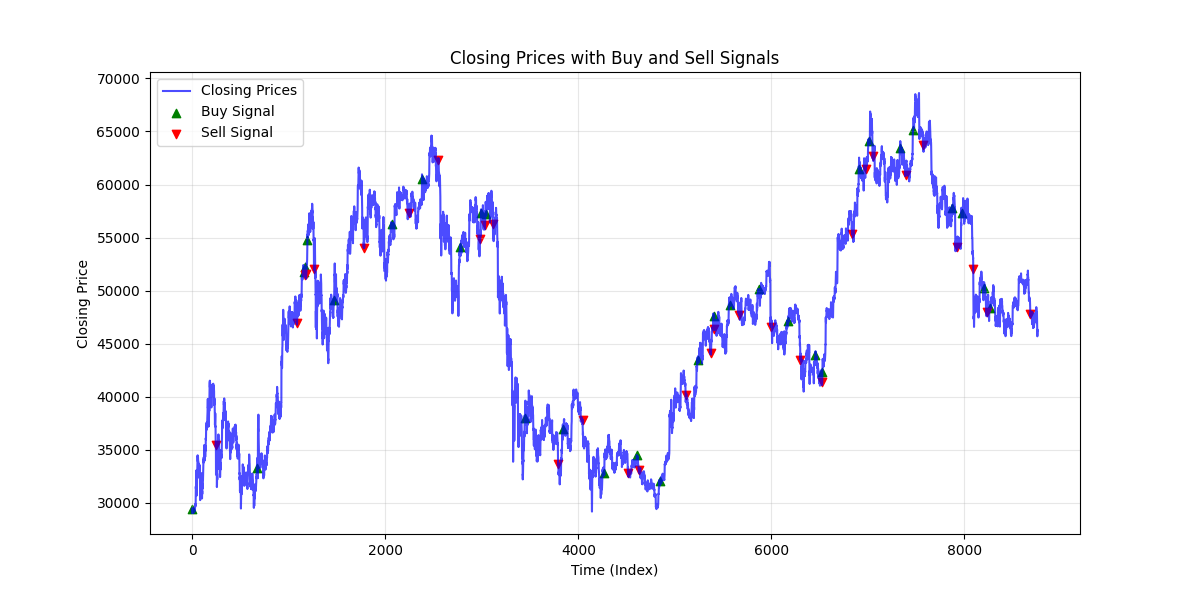 Closing Prices with Buy and Sell Signals
70000
65000
60000
55000
50000
45000
40000
35000
30000
Closing Price
Closing Prices
Buy Signal
Sell Signal
0
2000
4000
6000
8000
Time (Index)